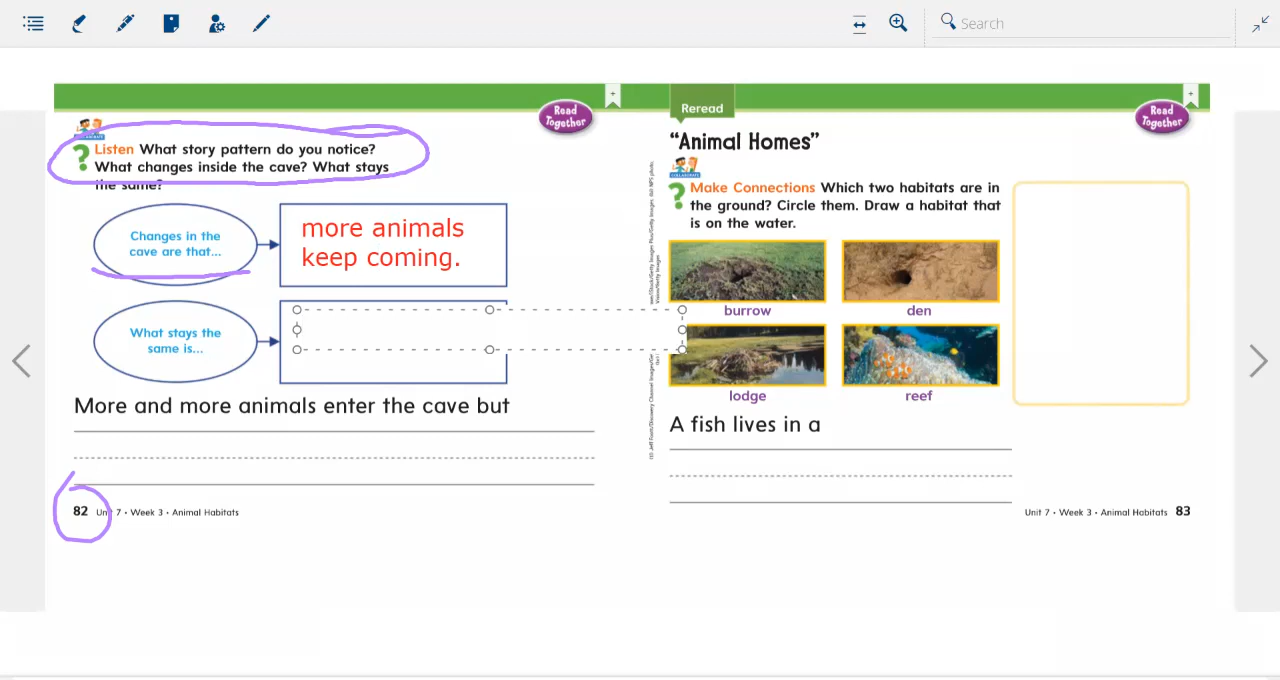 Search
Read
Together
Listen What story pattern do you notice?
What changes inside the cave? What stays
the same?
Changes in the
cave are that...
more animals
keep coming.
What stays the
same is...
More and more animals enter the cave but
82 Unit 7 • Week 3 • Animal Habitats
Reread
Read
Together
“Animal Homes”
COLLABORATE
Make Connections Which two habitats are in
the ground? Circle them. Draw a habitat that
is on the water.
burrow
den
lodge
reef
A fish lives in a
Unit 7 • Week 3 • Animal Habitats 83